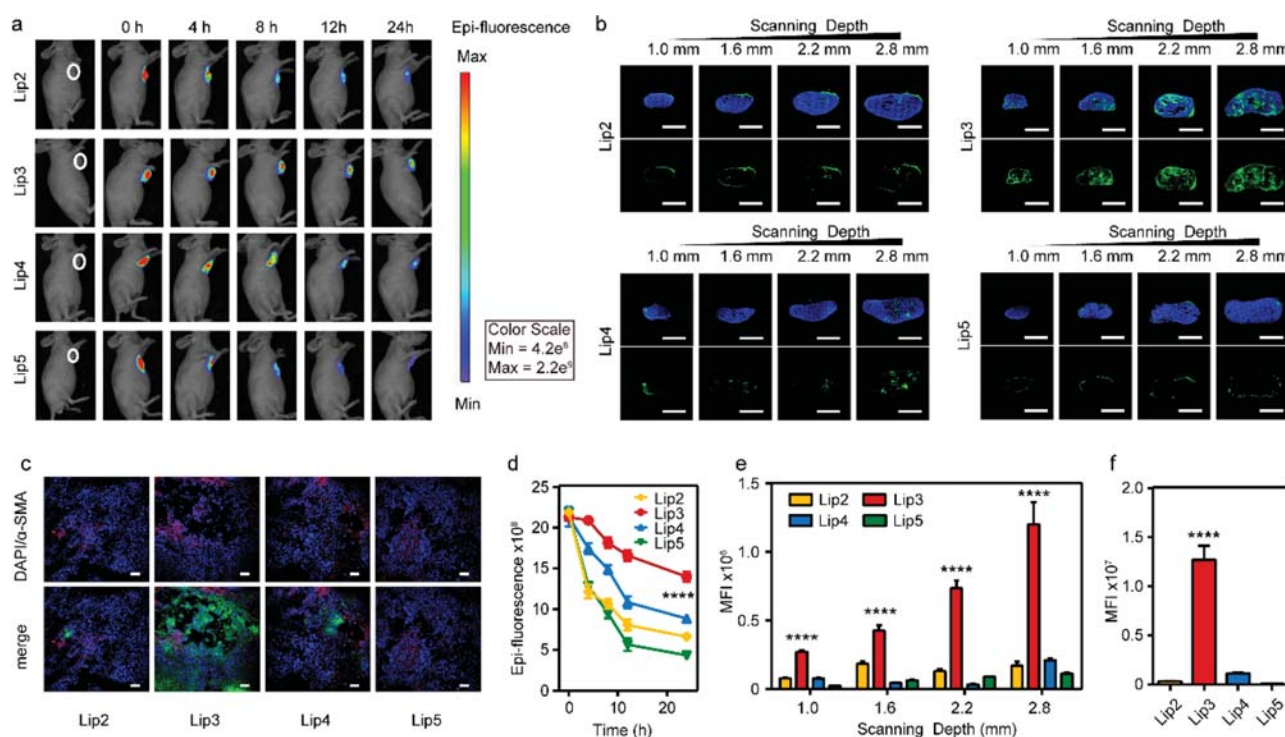 a
0 h 4h 8h 12h 24h Epi-fluorescence
Max
Lip2
Lip3
Lip4
Lip5
Color Scale
Min = 4.2e⁸
Max = 2.2e⁹
Min
b
Scanning Depth
1.0 mm 1.6 mm 2.2 mm 2.8 mm
Lip2
Scanning Depth
1.0 mm 1.6 mm 2.2 mm 2.8 mm
Lip3
Scanning Depth
1.0 mm 1.6 mm 2.2 mm 2.8 mm
Lip4
Scanning Depth
1.0 mm 1.6 mm 2.2 mm 2.8 mm
Lip5
c
DAPI/α-SMA
merge
Lip2 Lip3 Lip4 Lip5
d
Epi-fluorescence x10⁸
25
20
15
10
5
0
Lip2
Lip3
Lip4
Lip5
****
0 10 20
Time (h)
e
MFI x10⁶
1.5
1.0
0.5
0
Lip2 Lip3
Lip4 Lip5
**** **** **** ****
1.0 1.6 2.2 2.8
Scanning Depth (mm)
f
MFI x10⁷
2.0
1.5
1.0
0.5
0
****
Lip2 Lip3 Lip4 Lip5